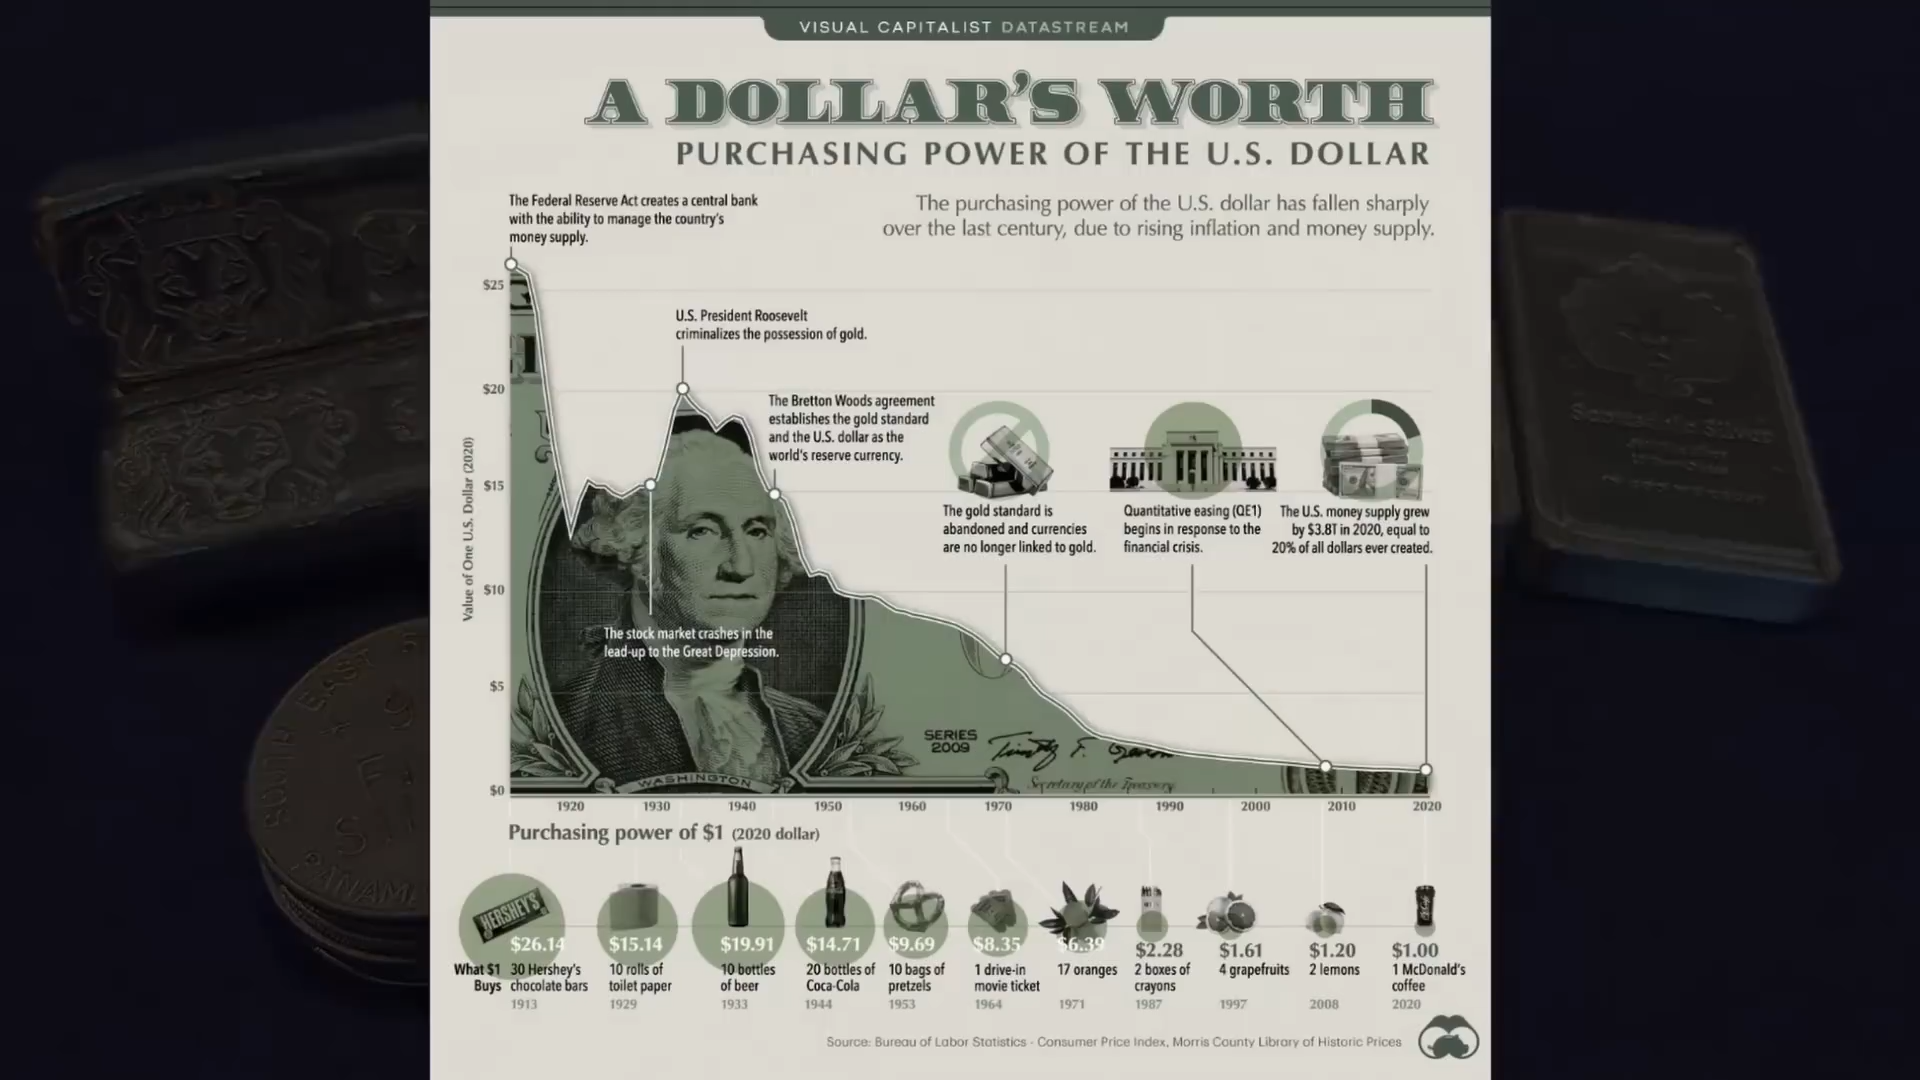 VISUAL CAPITALIST DATASTREAM
A DOLLAR'S WORTH
PURCHASING POWER OF THE U.S. DOLLAR
The purchasing power of the U.S. dollar has fallen sharply
over the last century, due to rising inflation and money supply.
The Federal Reserve Act creates a central bank
with the ability to manage the country's
money supply.
U.S. President Roosevelt
criminalizes the possession of gold.
The Bretton Woods agreement
establishes the gold standard
and the U.S. dollar as the
world's reserve currency.
The gold standard is
abandoned and currencies
are no longer linked to gold.
Quantitative easing (QE1)
begins in response to the
financial crisis.
The U.S. money supply grew
by $3.8T in 2020, equal to
20% of all dollars ever created.
The stock market crashes in the
lead-up to the Great Depression.
Value of One U.S. Dollar (2020)
$25
$20
$15
$10
$5
$0
SERIES
2009
WASHINGTON
Secretary of the Treasury
1920 1930 1940 1950 1960 1970 1980 1990 2000 2010 2020
Purchasing power of $1 (2020 dollar)
HERSHEY'S
$26.14 $15.14 $19.91 $14.71 $9.69 $8.35 $6.39 $2.28 $1.61 $1.20 $1.00
What $1
Buys
30 Hershey's
chocolate bars
1913
10 rolls of
toilet paper
1929
10 bottles
of beer
1933
20 bottles of
Coca-Cola
1944
10 bags of
pretzels
1953
1 drive-in
movie ticket
1964
17 oranges
1971
2 boxes of
crayons
1987
4 grapefruits
1997
2 lemons
2008
1 McDonald's
coffee
2020
Source: Bureau of Labor Statistics - Consumer Price Index, Morris County Library of Historic Prices